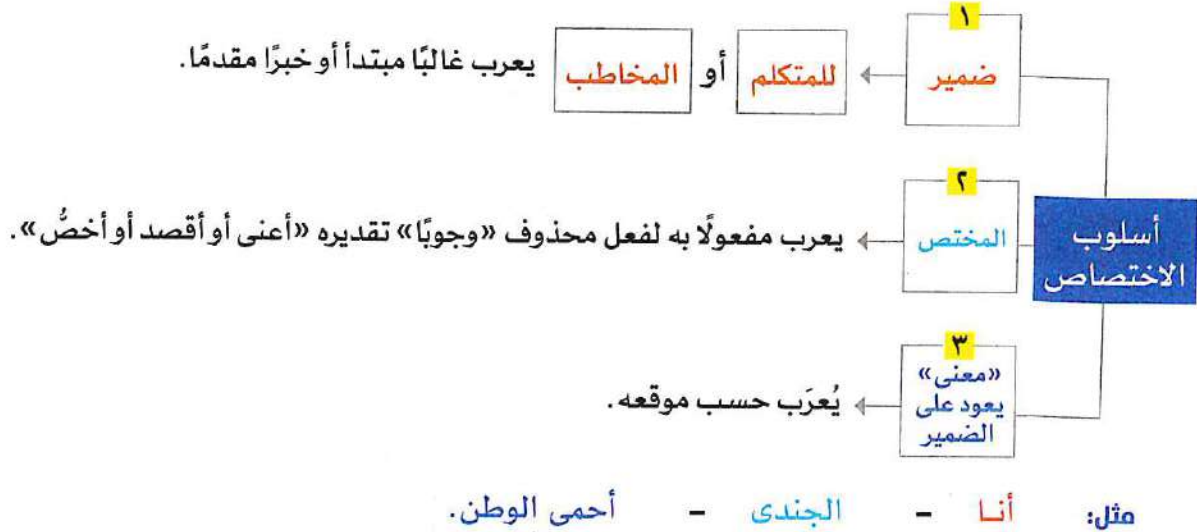 أسلوب
الاختصاص
١
ضمير
للمتكلم أو المخاطب يعرب غالبًا مبتدأ أو خبرًا مقدمًا.
٢
المختص
يعرب مفعولًا به لفعل محذوف «وجوبًا» تقديره «أعنى أو أقصد أو أخصُّ».
٣
«معنى»
يعود على
الضمير
يُعرَب حسب موقعه.
مثل: أنا - الجندى - أحمى الوطن.